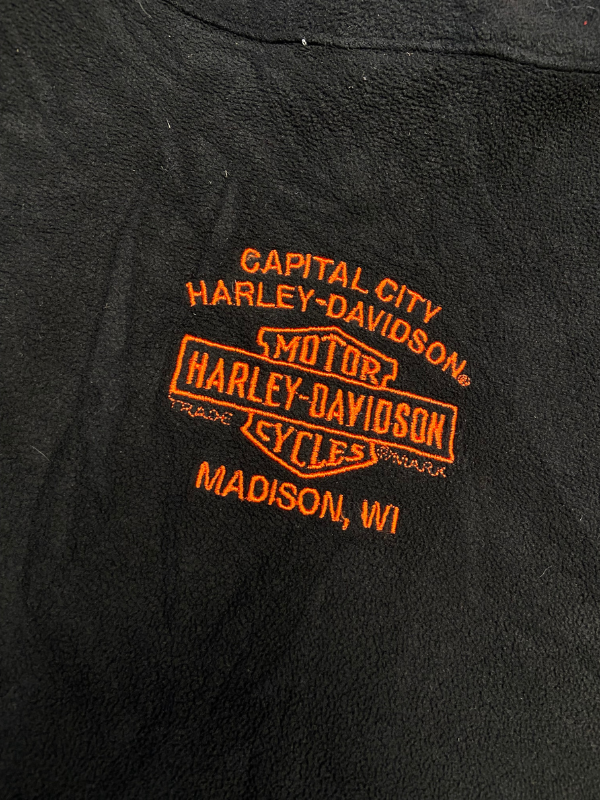 CAPITAL CITY
HARLEY-DAVIDSON®
MOTOR
HARLEY-DAVIDSON
TRADE ® MARK
CYCLES
MADISON, WI